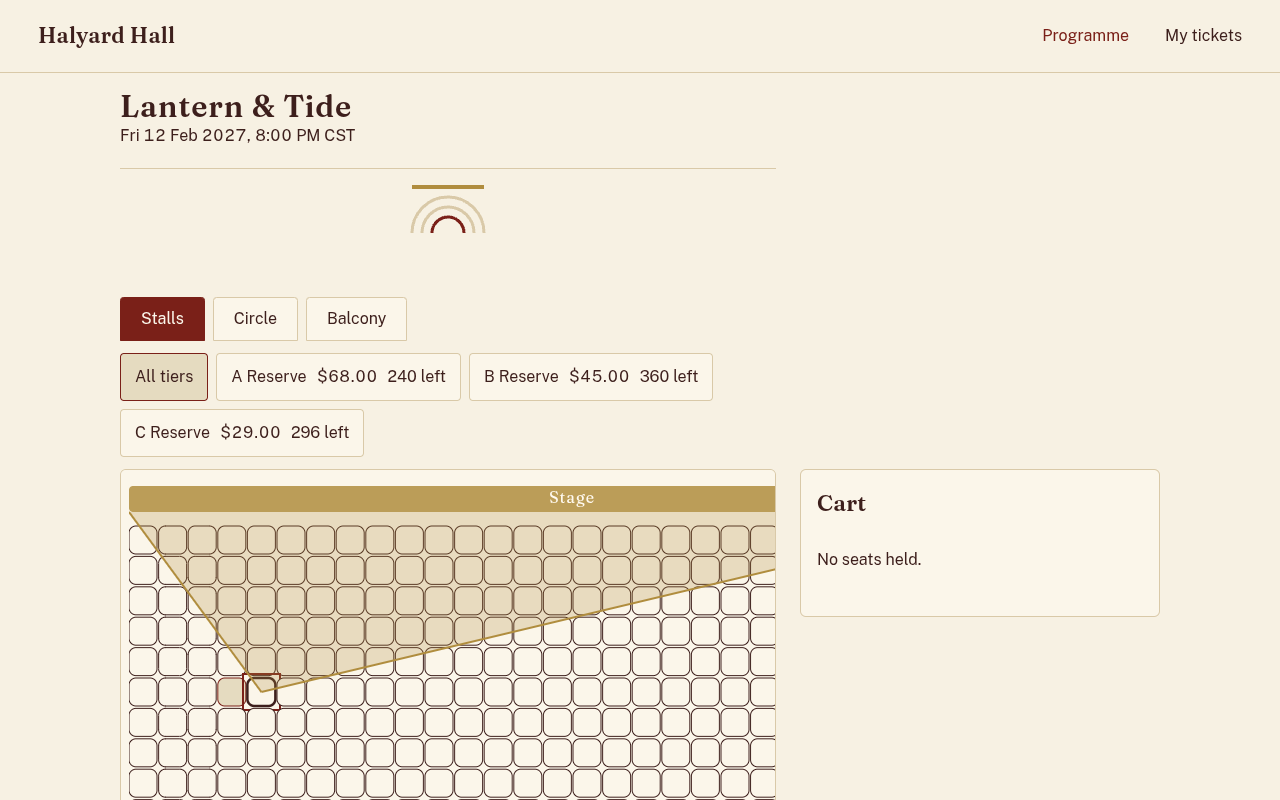 Halyard Hall
Programme
My tickets
Lantern & Tide
Fri 12 Feb 2027, 8:00 PM CST
Stalls
Circle
Balcony
All tiers
A Reserve $68.00 240 left
B Reserve $45.00 360 left
C Reserve $29.00 296 left
Stage
Cart
No seats held.